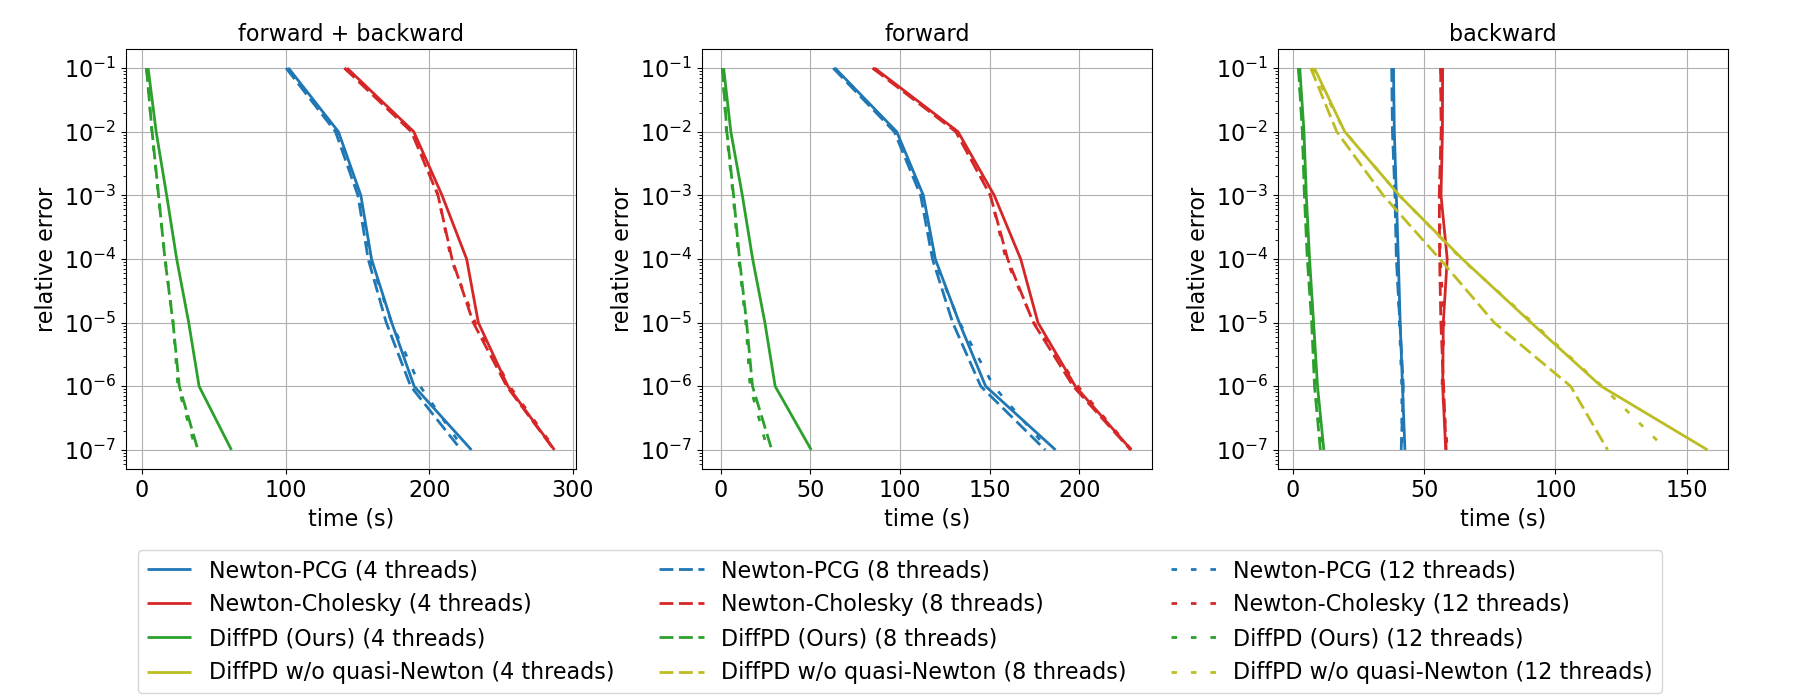 forward + backward
10⁻¹
10⁻²
10⁻³
10⁻⁴
10⁻⁵
10⁻⁶
10⁻⁷
relative error
0 100 200 300
time (s)
forward
10⁻¹
10⁻²
10⁻³
10⁻⁴
10⁻⁵
10⁻⁶
10⁻⁷
relative error
0 50 100 150 200
time (s)
backward
10⁻¹
10⁻²
10⁻³
10⁻⁴
10⁻⁵
10⁻⁶
10⁻⁷
relative error
0 50 100 150
time (s)
Newton-PCG (4 threads)
Newton-Cholesky (4 threads)
DiffPD (Ours) (4 threads)
DiffPD w/o quasi-Newton (4 threads)
Newton-PCG (8 threads)
Newton-Cholesky (8 threads)
DiffPD (Ours) (8 threads)
DiffPD w/o quasi-Newton (8 threads)
Newton-PCG (12 threads)
Newton-Cholesky (12 threads)
DiffPD (Ours) (12 threads)
DiffPD w/o quasi-Newton (12 threads)